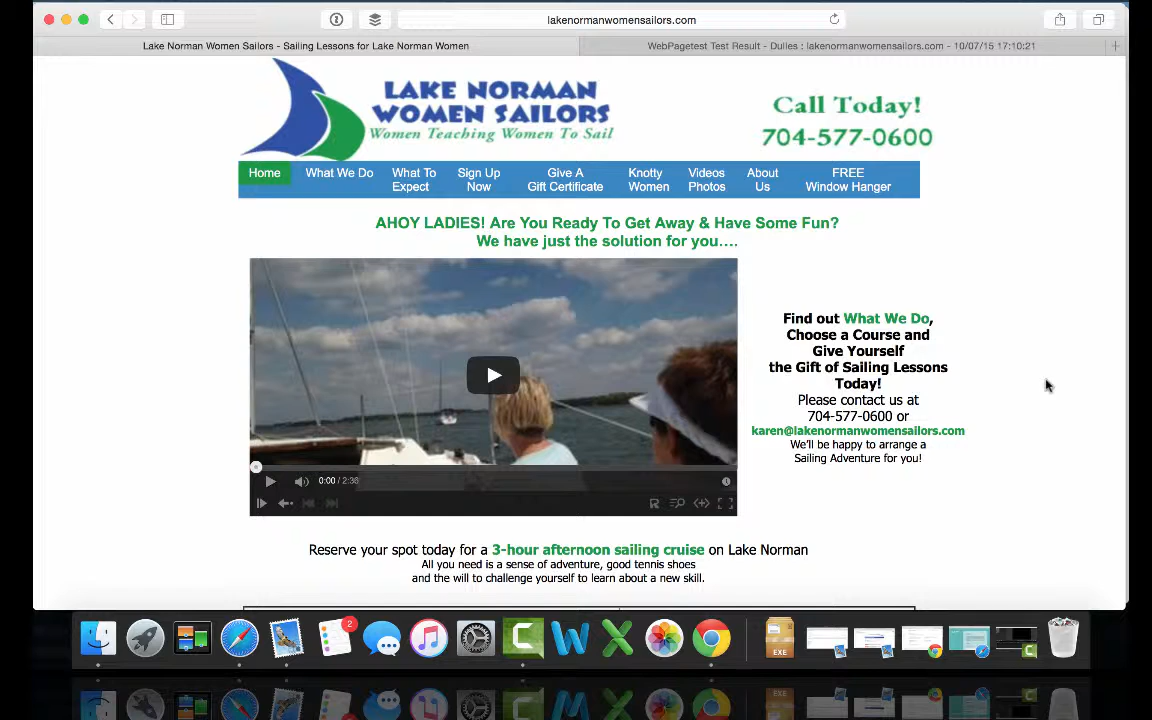 lakenormanwomensailors.com
Lake Norman Women Sailors - Sailing Lessons for Lake Norman Women
WebPagetest Test Result - Dulles : lakenormanwomensailors.com - 10/07/15 17:10:21
LAKE NORMAN
WOMEN SAILORS
Women Teaching Women To Sail
Call Today!
704-577-0600
Home
What We Do
What To
Expect
Sign Up
Now
Give A
Gift Certificate
Knotty
Women
Videos
Photos
About
Us
FREE
Window Hanger
AHOY LADIES! Are You Ready To Get Away & Have Some Fun?
We have just the solution for you….
Find out What We Do,
Choose a Course and
Give Yourself
the Gift of Sailing Lessons
Today!
Please contact us at
704-577-0600 or
karen@lakenormanwomensailors.com
We'll be happy to arrange a
Sailing Adventure for you!
0:00 / 2:36
Reserve your spot today for a 3-hour afternoon sailing cruise on Lake Norman
All you need is a sense of adventure, good tennis shoes
and the will to challenge yourself to learn about a new skill.
2
EXE